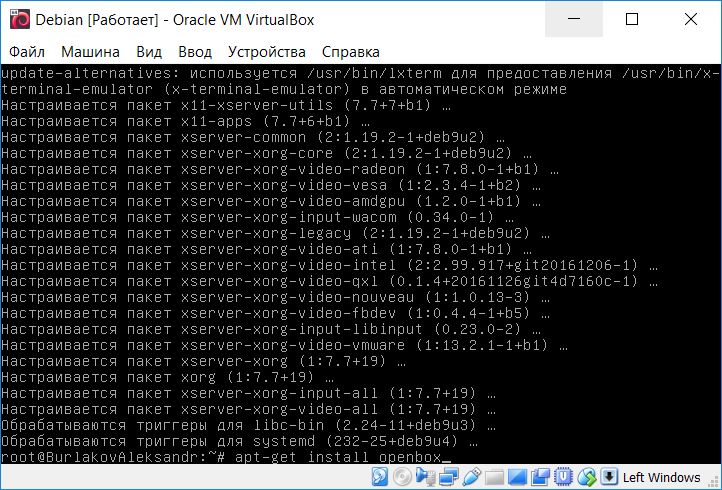 Debian [Работает] - Oracle VM VirtualBox
Файл Машина Вид Ввод Устройства Справка
update-alternatives: используется /usr/bin/lxterm для предоставления /usr/bin/x-
terminal-emulator (x-terminal-emulator) в автоматическом режиме
Настраивается пакет x11-xserver-utils (7.7+7+b1) …
Настраивается пакет x11-apps (7.7+6+b1) …
Настраивается пакет xserver-common (2:1.19.2-1+deb9u2) …
Настраивается пакет xserver-xorg-core (2:1.19.2-1+deb9u2) …
Настраивается пакет xserver-xorg-video-radeon (1:7.8.0-1+b1) …
Настраивается пакет xserver-xorg-video-vesa (1:2.3.4-1+b2) …
Настраивается пакет xserver-xorg-video-amdgpu (1.2.0-1+b1) …
Настраивается пакет xserver-xorg-input-wacom (0.34.0-1) …
Настраивается пакет xserver-xorg-legacy (2:1.19.2-1+deb9u2) …
Настраивается пакет xserver-xorg-video-ati (1:7.8.0-1+b1) …
Настраивается пакет xserver-xorg-video-intel (2:2.99.917+git20161206-1) …
Настраивается пакет xserver-xorg-video-qxl (0.1.4+20161126git4d7160c-1) …
Настраивается пакет xserver-xorg-video-nouveau (1:1.0.13-3) …
Настраивается пакет xserver-xorg-video-fbdev (1:0.4.4-1+b5) …
Настраивается пакет xserver-xorg-input-libinput (0.23.0-2) …
Настраивается пакет xserver-xorg-video-vmware (1:13.2.1-1+b1) …
Настраивается пакет xserver-xorg (1:7.7+19) …
Настраивается пакет xorg (1:7.7+19) …
Настраивается пакет xserver-xorg-input-all (1:7.7+19) …
Настраивается пакет xserver-xorg-video-all (1:7.7+19) …
Обрабатываются триггеры для libc-bin (2.24-11+deb9u3) …
Обрабатываются триггеры для systemd (232-25+deb9u4) …
root@BurlakovAleksandr:~# apt-get install openbox_
Left Windows